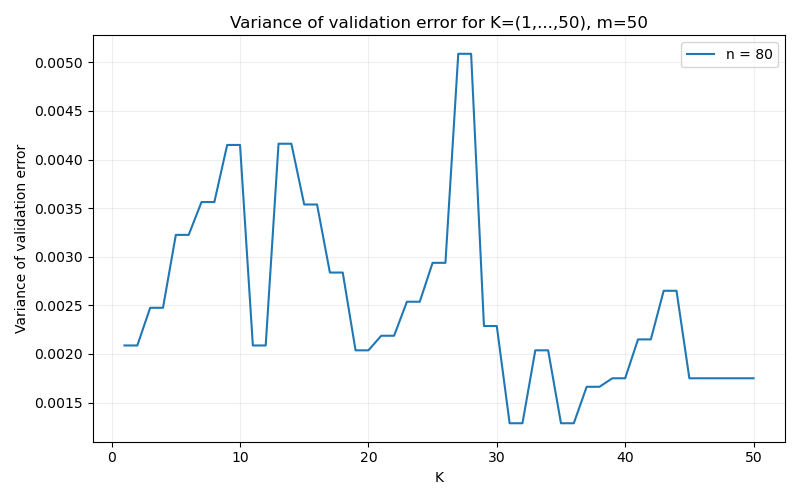 Variance of validation error for K=(1,...,50), m=50
n = 80
Variance of validation error
0.0050
0.0045
0.0040
0.0035
0.0030
0.0025
0.0020
0.0015
0 10 20 30 40 50
K